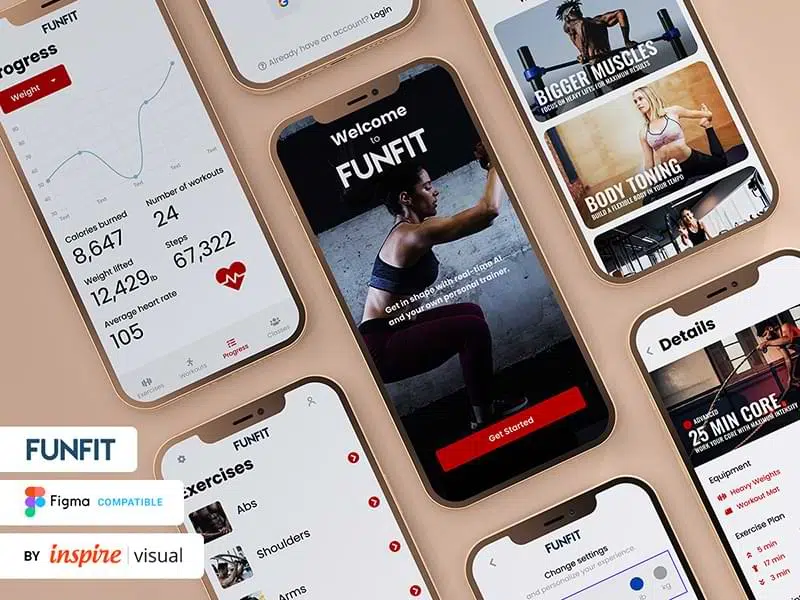 FUNFIT
Progress
Weight
Text
Text
Text
Text
Calories burned
8,647
Number of workouts
24
Weight lifted
12,429lb
Steps
67,322
Average heart rate
105
Exercises
Workouts
Progress
Classes
Already have an account? Login
Welcome
to
FUNFIT
Get in shape with real-time AI
and your own personal trainer.
Get Started
BIGGER MUSCLES
FOCUS ON HEAVY LIFTS FOR MAXIMUM RESULTS
BODY TONING
BUILD A FLEXIBLE BODY IN YOUR TEMPO
Details
ADVANCED
25 MIN CORE
WORK YOUR CORE WITH MAXIMUM INTENSITY
Equipment
Heavy Weights
Workout Mat
Exercise Plan
5 min
17 min
3 min
FUNFIT
Exercises
Abs
Shoulders
Arms
FUNFIT
Change settings
and personalize your experience.
lb
kg
FUNFIT
Figma COMPATIBLE
BY inspire visual